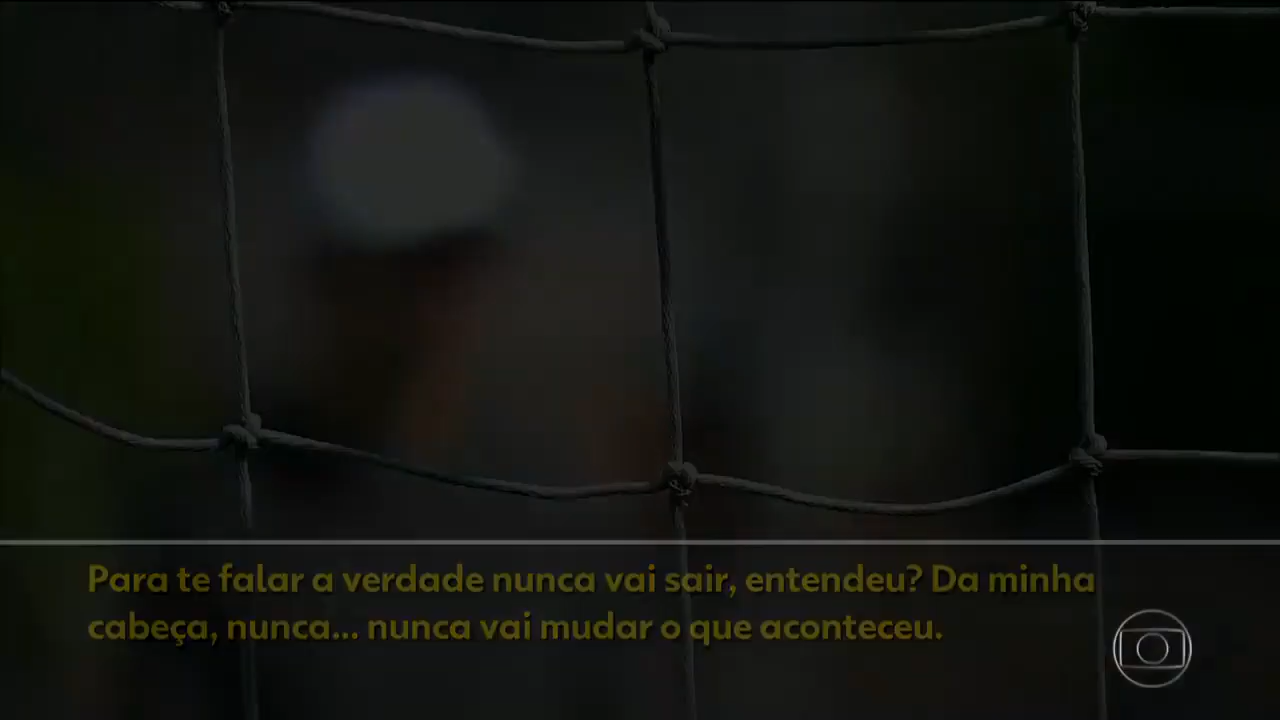 Para te falar a verdade nunca vai sair, entendeu? Da minha
cabeça, nunca... nunca vai mudar o que aconteceu.